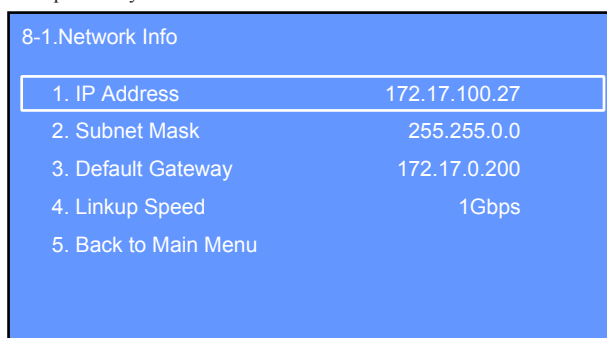 8-1.Network Info
1. IP Address 172.17.100.27
2. Subnet Mask 255.255.0.0
3. Default Gateway 172.17.0.200
4. Linkup Speed 1Gbps
5. Back to Main Menu